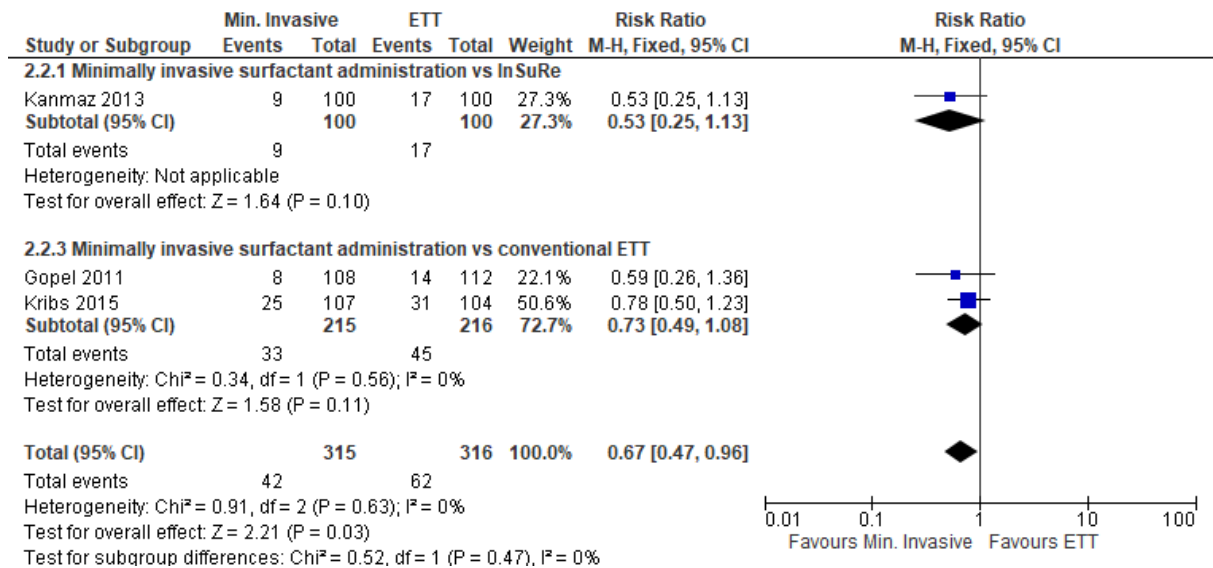 Min. Invasive ETT Risk Ratio Risk Ratio
Study or Subgroup Events Total Events Total Weight M-H, Fixed, 95% CI M-H, Fixed, 95% CI
2.2.1 Minimally invasive surfactant administration vs InSuRe
Kanmaz 2013 9 100 17 100 27.3% 0.53 [0.25, 1.13]
Subtotal (95% CI) 100 100 27.3% 0.53 [0.25, 1.13]
Total events 9 17
Heterogeneity: Not applicable
Test for overall effect: Z = 1.64 (P = 0.10)
2.2.3 Minimally invasive surfactant administration vs conventional ETT
Gopel 2011 8 108 14 112 22.1% 0.59 [0.26, 1.36]
Kribs 2015 25 107 31 104 50.6% 0.78 [0.50, 1.23]
Subtotal (95% CI) 215 216 72.7% 0.73 [0.49, 1.08]
Total events 33 45
Heterogeneity: Chi² = 0.34, df = 1 (P = 0.56); I² = 0%
Test for overall effect: Z = 1.58 (P = 0.11)
Total (95% CI) 315 316 100.0% 0.67 [0.47, 0.96]
Total events 42 62
Heterogeneity: Chi² = 0.91, df = 2 (P = 0.63); I² = 0%
Test for overall effect: Z = 2.21 (P = 0.03)
Test for subgroup differences: Chi² = 0.52, df = 1 (P = 0.47), I² = 0%
0.01 0.1 1 10 100
Favours Min. Invasive Favours ETT